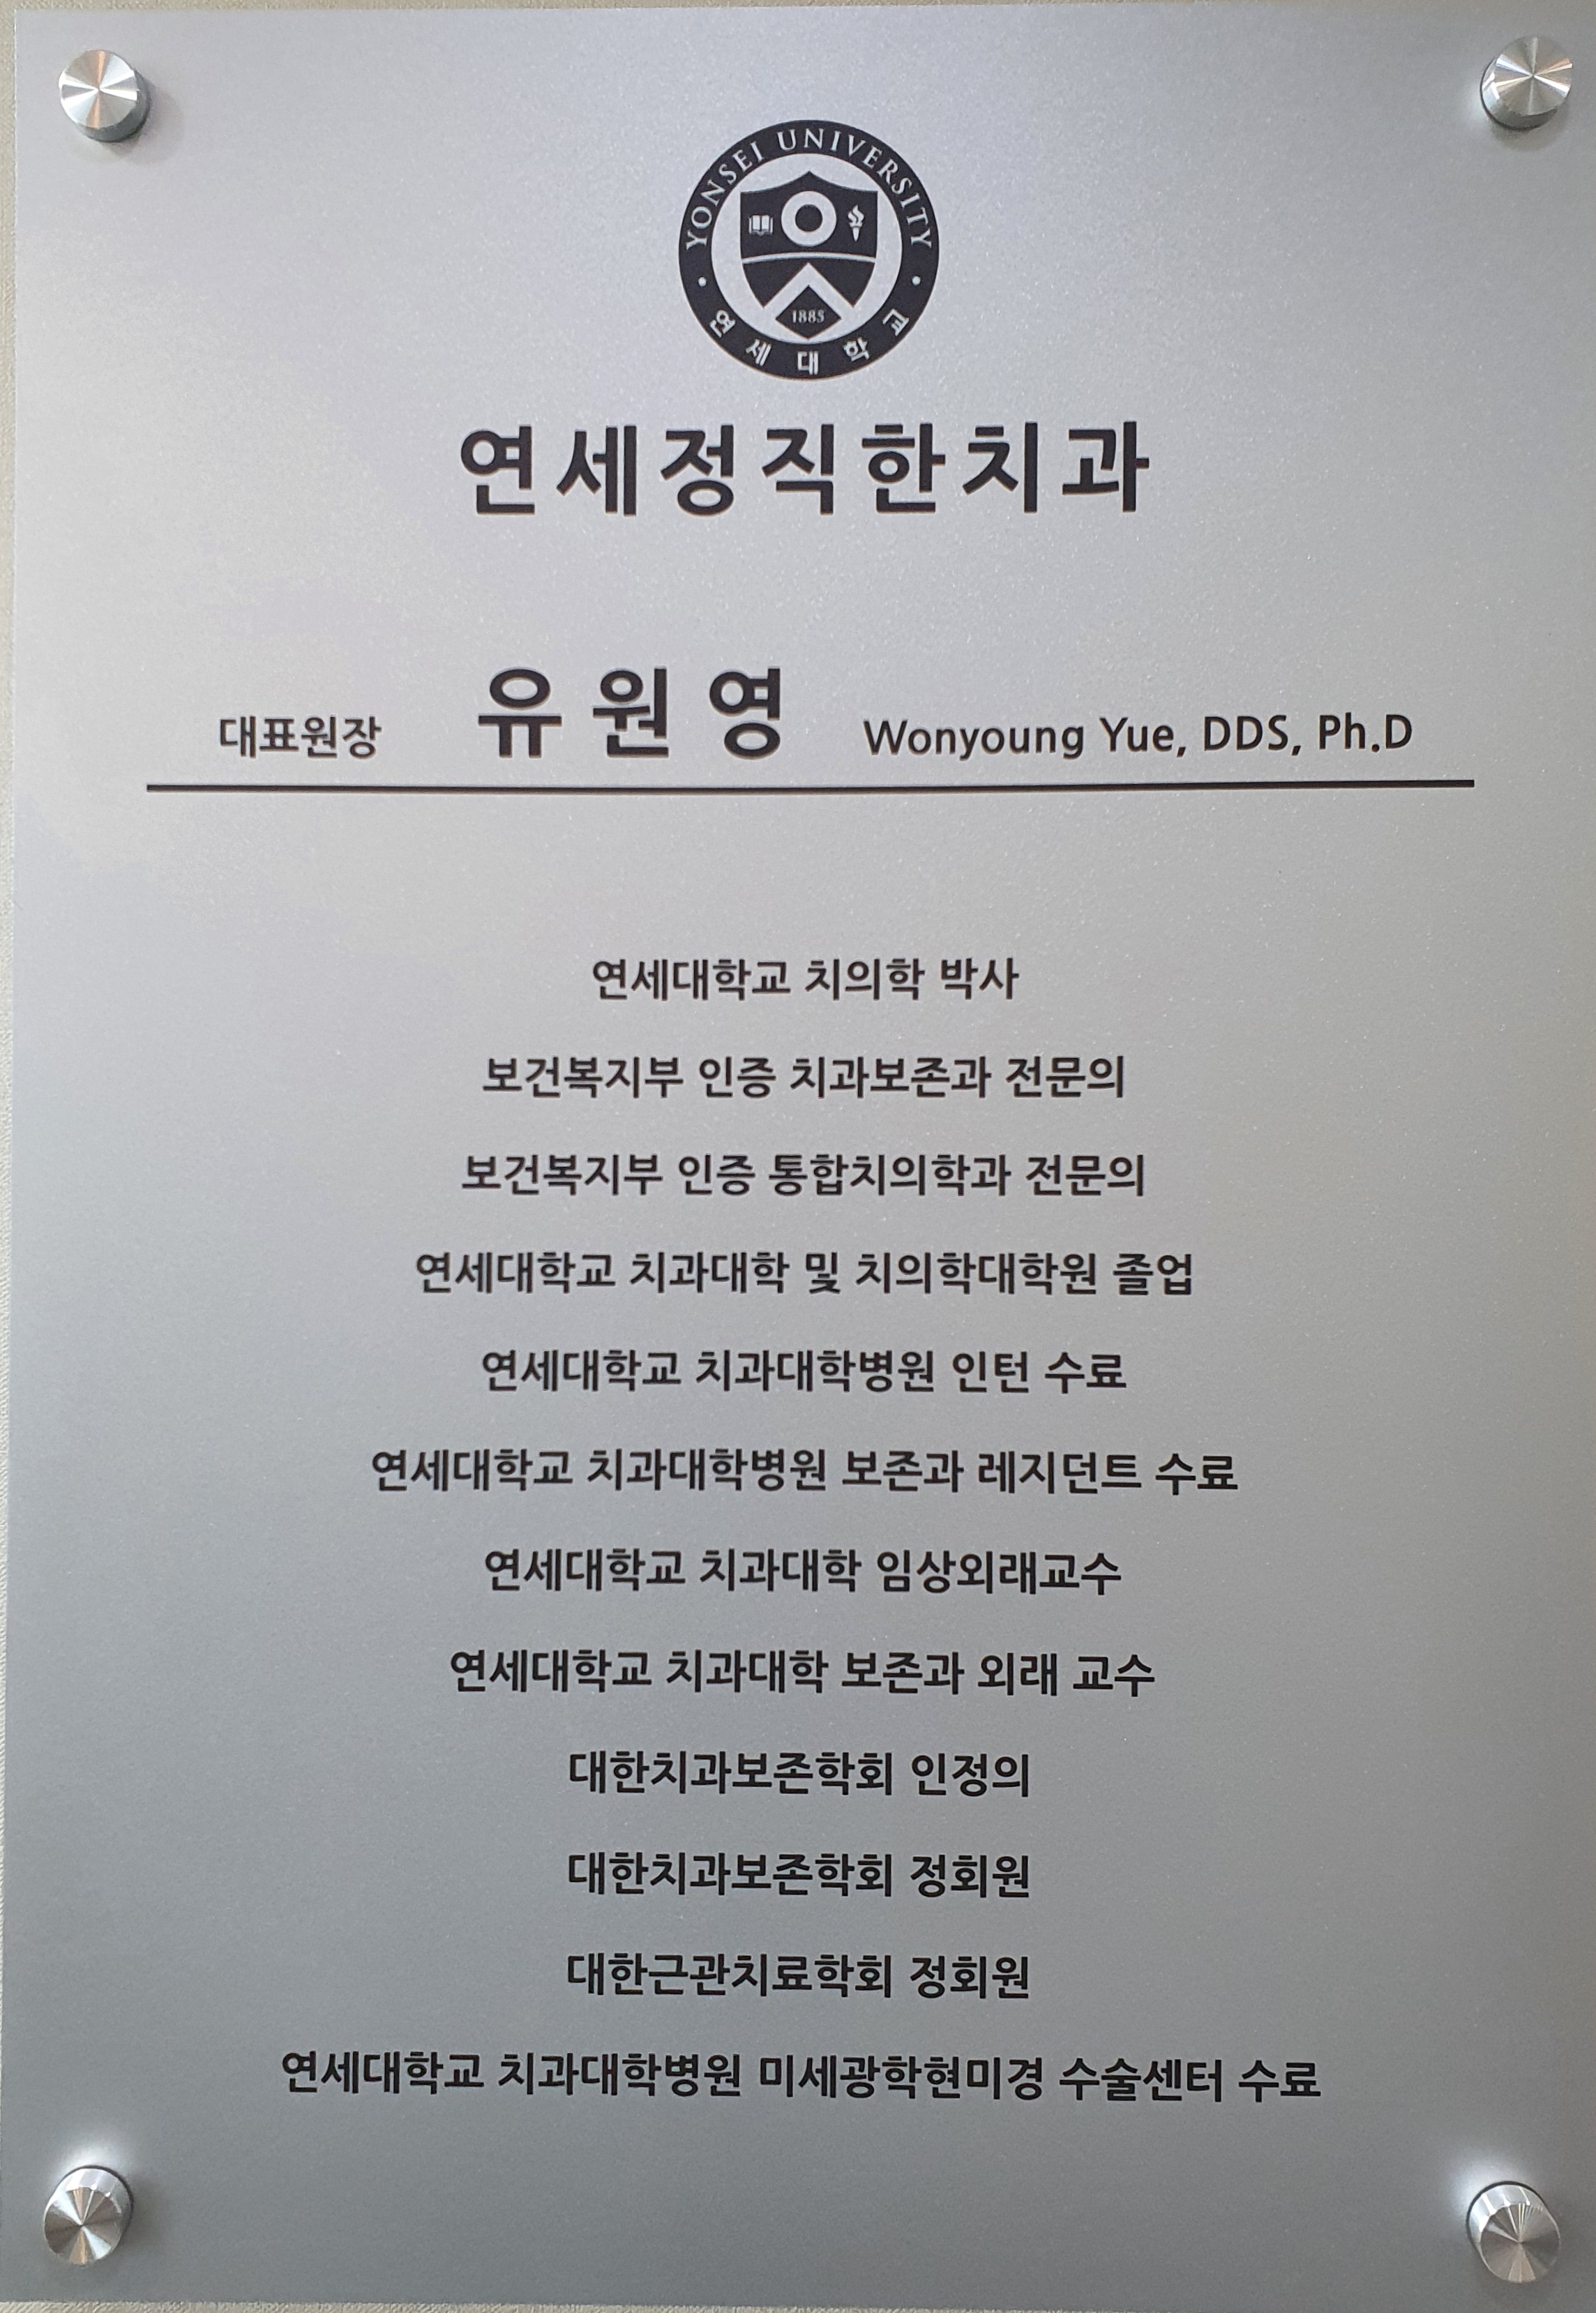 YONSEI UNIVERSITY
1885
연세대학교
연세정직한치과
대표원장 유원영 Wonyoung Yue, DDS, Ph.D
연세대학교 치의학 박사
보건복지부 인증 치과보존과 전문의
보건복지부 인증 통합치의학과 전문의
연세대학교 치과대학 및 치의학대학원 졸업
연세대학교 치과대학병원 인턴 수료
연세대학교 치과대학병원 보존과 레지던트 수료
연세대학교 치과대학 임상외래교수
연세대학교 치과대학 보존과 외래 교수
대한치과보존학회 인정의
대한치과보존학회 정회원
대한근관치료학회 정회원
연세대학교 치과대학병원 미세광학현미경 수술센터 수료